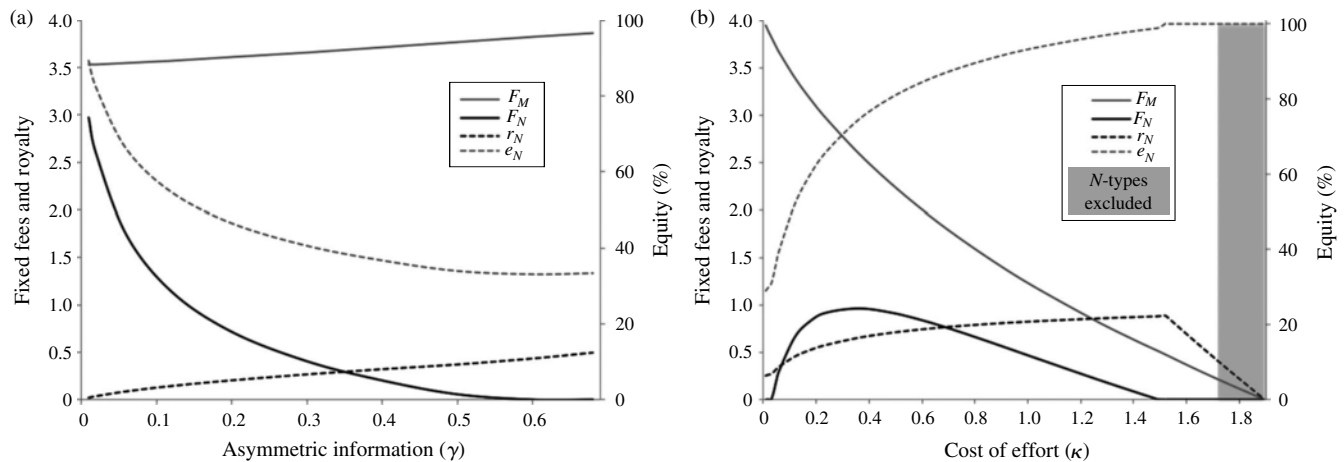 (a)
4.0
3.5
3.0
2.5
2.0
1.5
1.0
0.5
0
Fixed fees and royalty
100
80
60
40
20
0
Equity (%)
F_M
F_N
r_N
e_N
0 0.1 0.2 0.3 0.4 0.5 0.6
Asymmetric information (γ)
(b)
4.0
3.5
3.0
2.5
2.0
1.5
1.0
0.5
0
Fixed fees and royalty
100
80
60
40
20
0
Equity (%)
F_M
F_N
r_N
e_N
N-types
excluded
0 0.2 0.4 0.6 0.8 1.0 1.2 1.4 1.6 1.8
Cost of effort (κ)